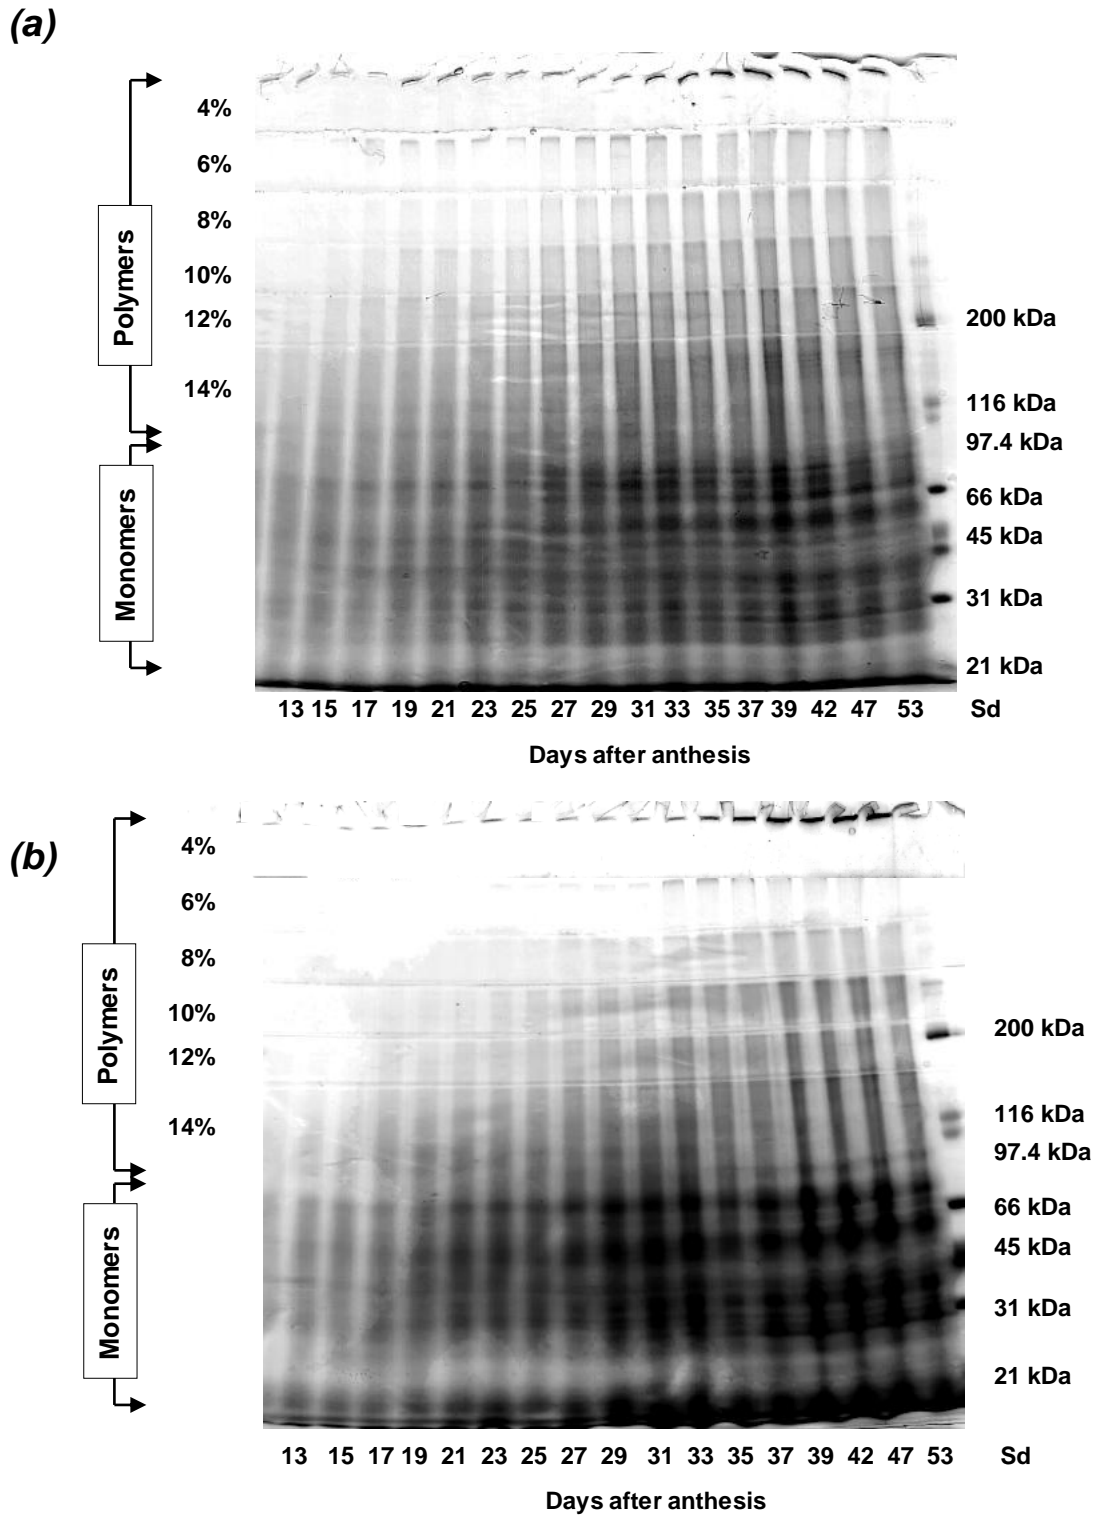 (a)
4%
6%
8%
10%
12%
14%
Polymers
Monomers
200 kDa
116 kDa
97.4 kDa
66 kDa
45 kDa
31 kDa
21 kDa
13 15 17 19 21 23 25 27 29 31 33 35 37 39 42 47 53 Sd
Days after anthesis
(b)
4%
6%
8%
10%
12%
14%
Polymers
Monomers
200 kDa
116 kDa
97.4 kDa
66 kDa
45 kDa
31 kDa
21 kDa
13 15 17 19 21 23 25 27 29 31 33 35 37 39 42 47 53 Sd
Days after anthesis